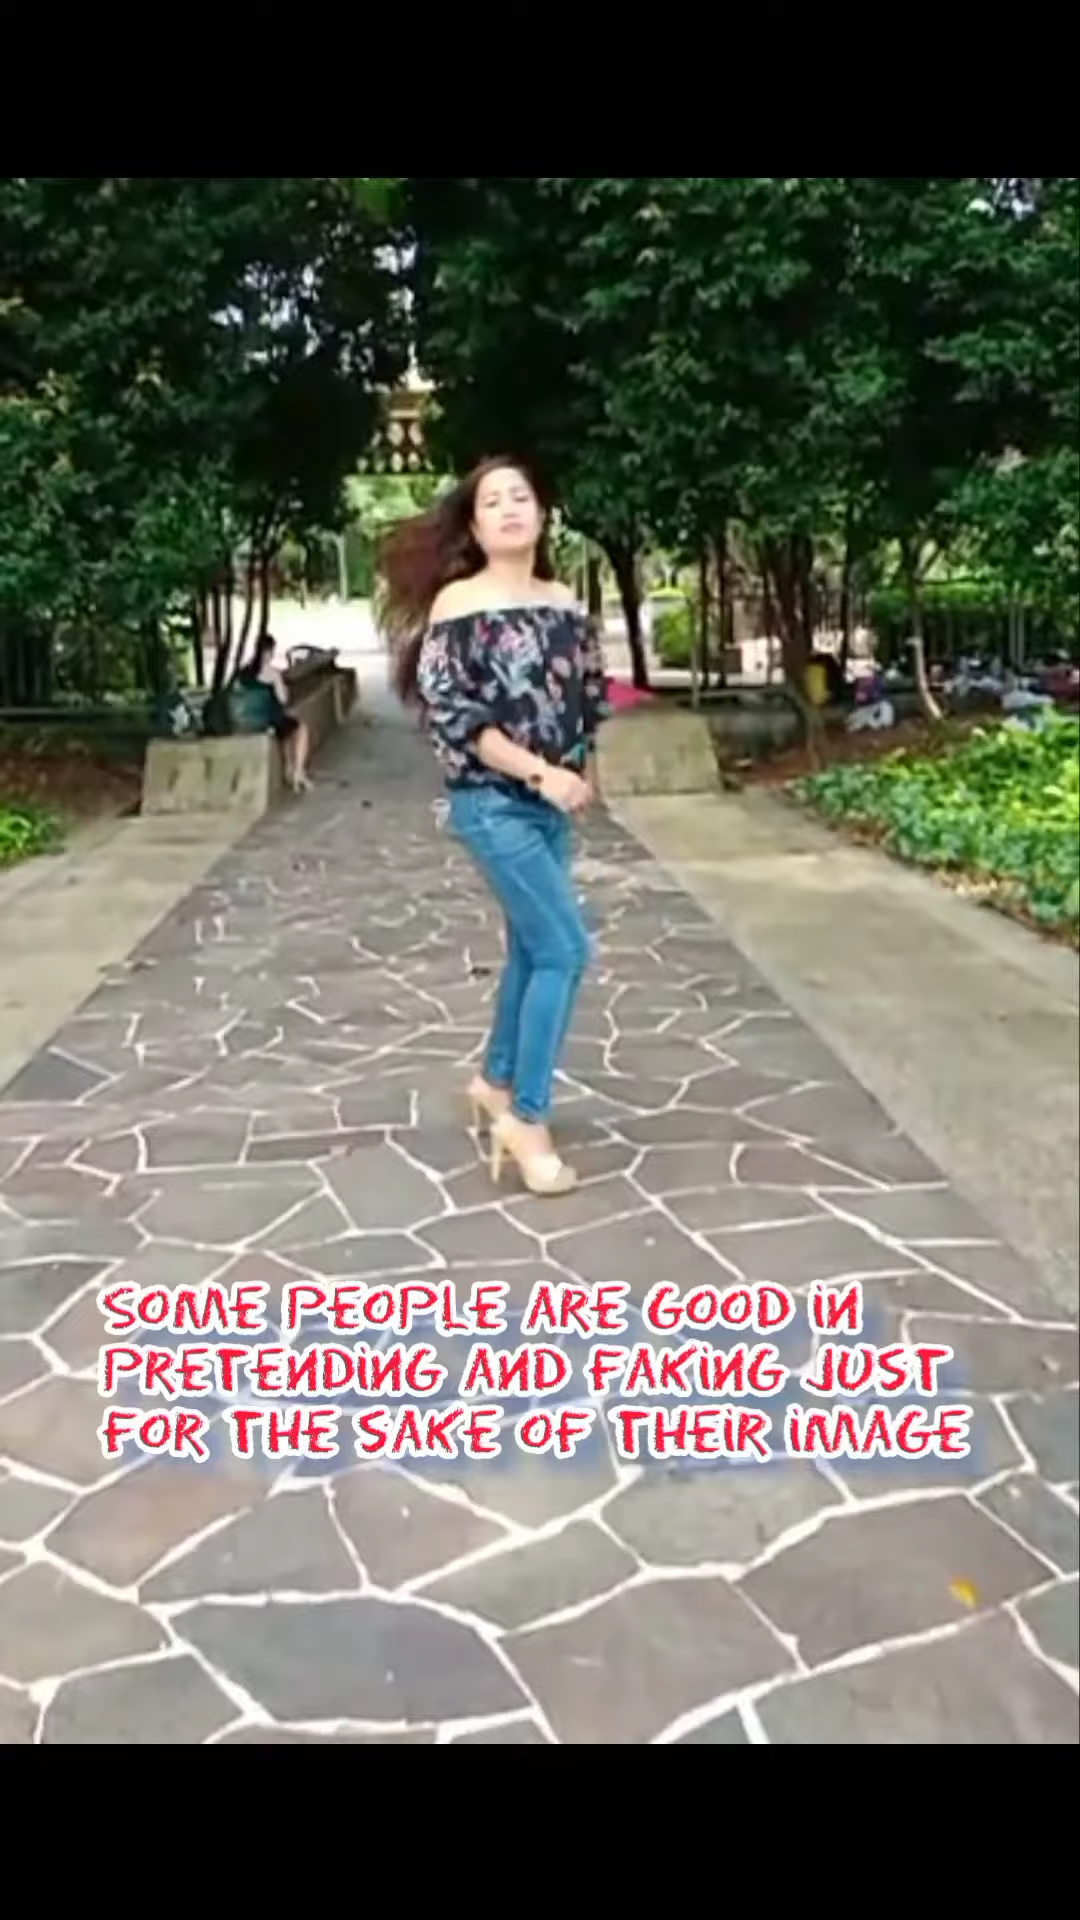 SOME PEOPLE ARE GOOD IN
PRETENDING AND FAKING JUST
FOR THE SAKE OF THEIR IMAGE